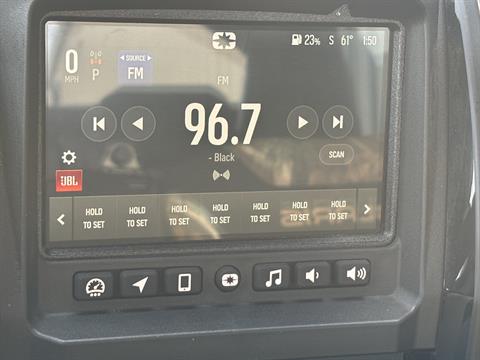 0 MPH
P
SOURCE
FM
23% S 61° 1:50
FM
96.7
- Black
SCAN
JBL
HOLD TO SET HOLD TO SET HOLD TO SET HOLD TO SET HOLD TO SET HOLD TO SET HOLD TO SET